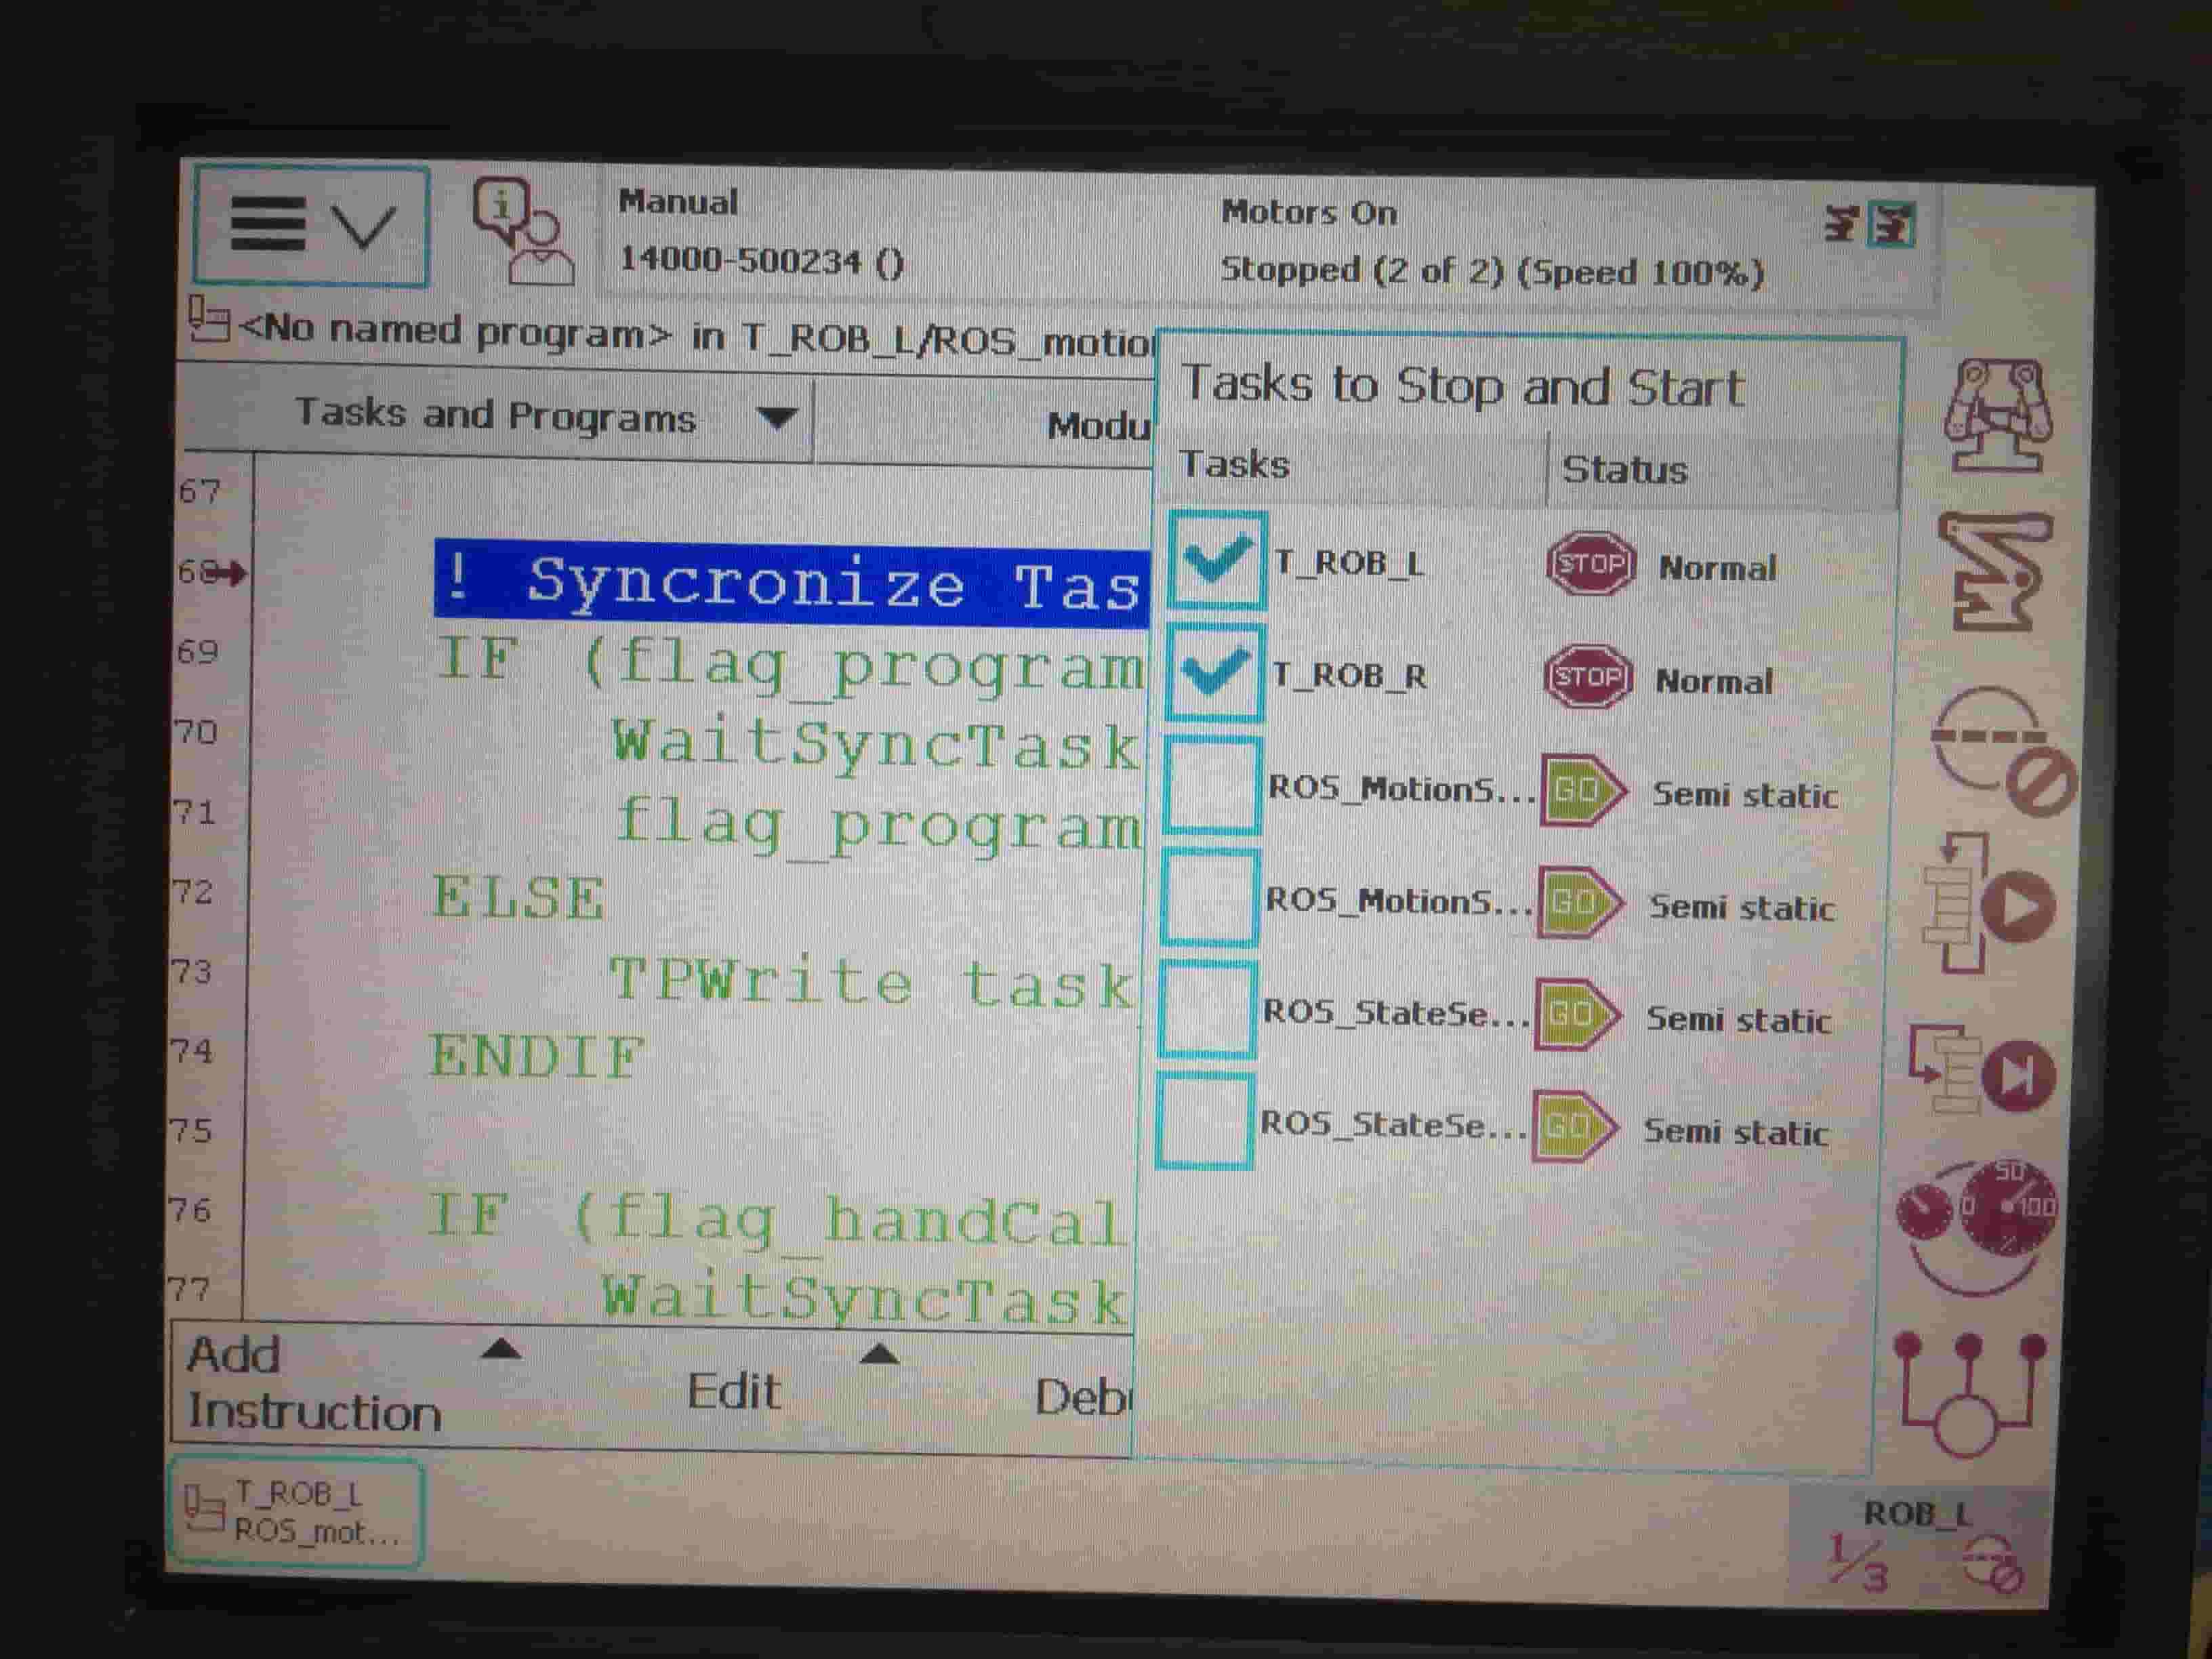 Manual
14000-500234 ()
Motors On
Stopped (2 of 2) (Speed 100%)
<No named program> in T_ROB_L/ROS_motio
Tasks and Programs
Modu
67
68
! Syncronize Tas
69
IF (flag_program
70
WaitSyncTask
71
flag_program
72
ELSE
73
TPWrite task
74
ENDIF
75
76
IF (flag_handCal
77
WaitSyncTask
Add
Instruction
Edit
Deb
Tasks to Stop and Start
Tasks Status
T_ROB_L STOP Normal
T_ROB_R STOP Normal
ROS_MotionS... GO Semi static
ROS_MotionS... GO Semi static
ROS_StateSe... GO Semi static
ROS_StateSe... GO Semi static
50
0 100
%
T_ROB_L
ROS_mot...
ROB_L
1/3